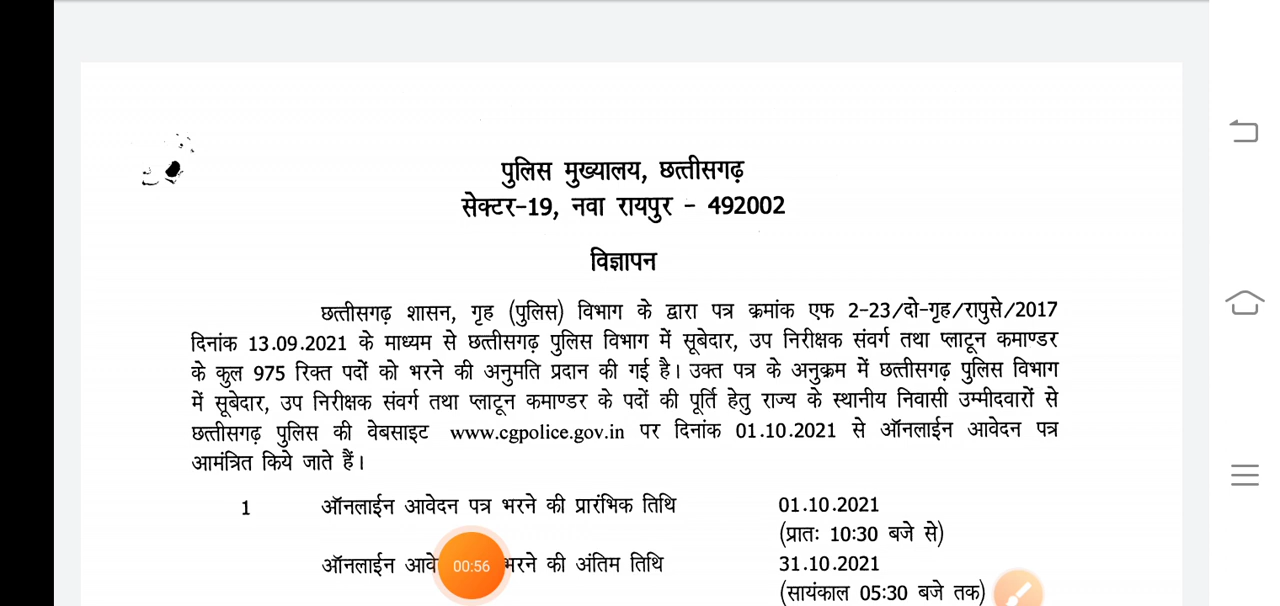 पुलिस मुख्यालय, छत्तीसगढ़
सेक्टर-19, नवा रायपुर - 492002
विज्ञापन
छत्तीसगढ़ शासन, गृह (पुलिस) विभाग के द्वारा पत्र क्रमांक एफ 2-23/दो-गृह/रापुसे/2017
दिनांक 13.09.2021 के माध्यम से छत्तीसगढ़ पुलिस विभाग में सूबेदार, उप निरीक्षक संवर्ग तथा प्लाटून कमाण्डर
के कुल 975 रिक्त पदों को भरने की अनुमति प्रदान की गई है। उक्त पत्र के अनुक्रम में छत्तीसगढ़ पुलिस विभाग
में सूबेदार, उप निरीक्षक संवर्ग तथा प्लाटून कमाण्डर के पदों की पूर्ति हेतु राज्य के स्थानीय निवासी उम्मीदवारों से
छत्तीसगढ़ पुलिस की वेबसाइट www.cgpolice.gov.in पर दिनांक 01.10.2021 से ऑनलाईन आवेदन पत्र
आमंत्रित किये जाते हैं।
1 ऑनलाईन आवेदन पत्र भरने की प्रारंभिक तिथि 01.10.2021
(प्रातः 10:30 बजे से)
ऑनलाईन आवे 00:56 भरने की अंतिम तिथि 31.10.2021
(सायंकाल 05:30 बजे तक)